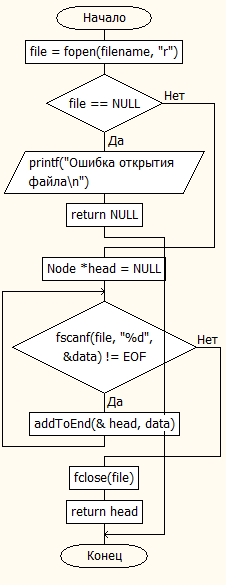 Начало
file = fopen(filename, "r")
file == NULL
Нет
Да
printf("Ошибка открытия
файла\n")
return NULL
Node *head = NULL
fscanf(file, "%d",
&data) != EOF
Нет
Да
addToEnd(& head, data)
fclose(file)
return head
Конец